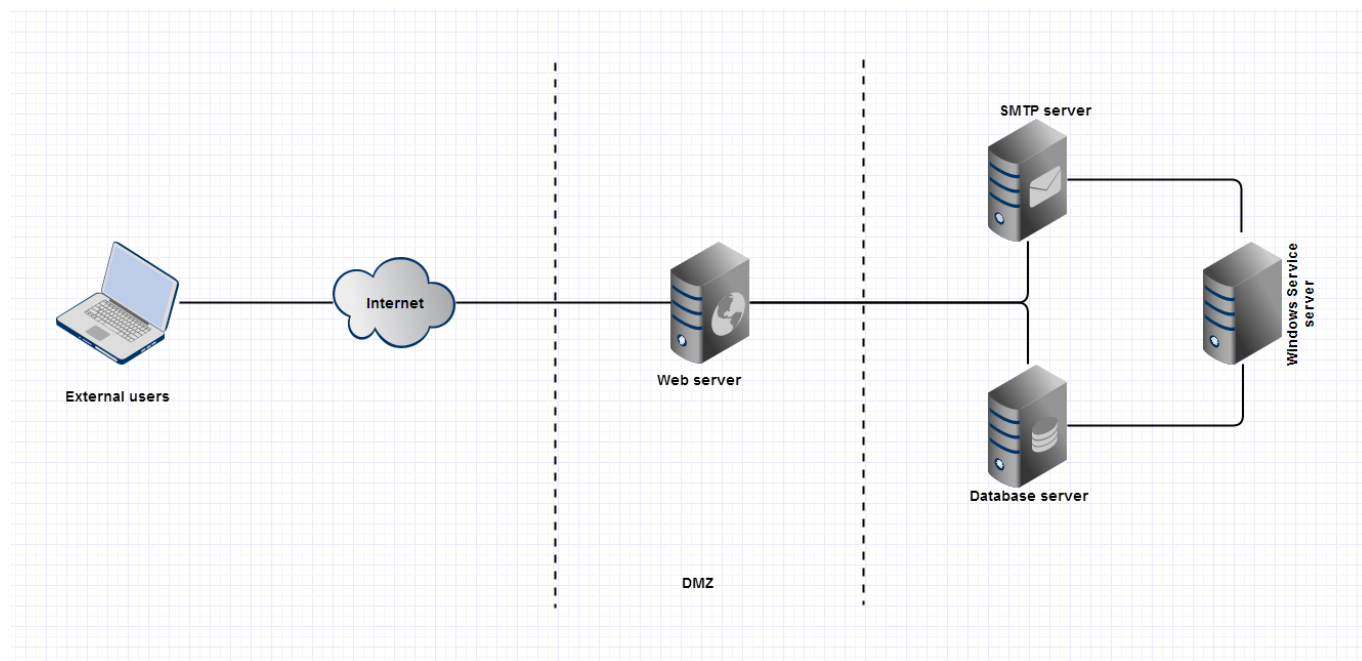 SMTP server
Internet
Windows Service
server
Web server
External users
Database server
DMZ